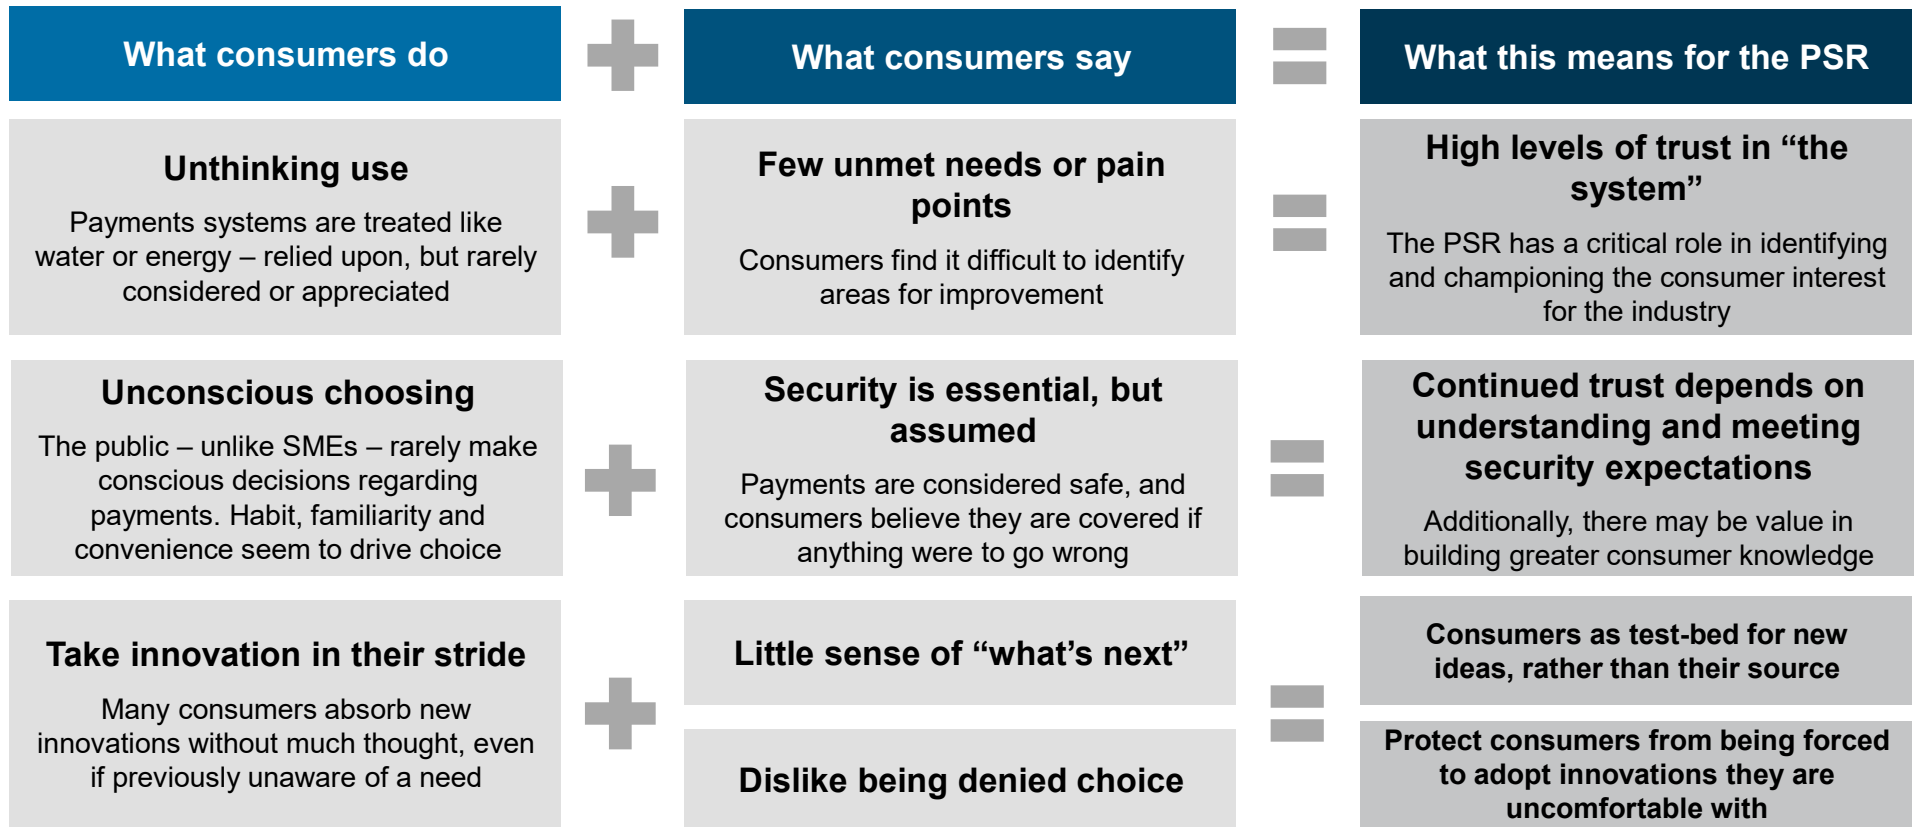 What consumers do
What consumers say
What this means for the PSR
Unthinking use
Payments systems are treated like
water or energy – relied upon, but rarely
considered or appreciated
Few unmet needs or pain
points
Consumers find it difficult to identify
areas for improvement
High levels of trust in “the
system”
The PSR has a critical role in identifying
and championing the consumer interest
for the industry
Unconscious choosing
The public – unlike SMEs – rarely make
conscious decisions regarding
payments. Habit, familiarity and
convenience seem to drive choice
Security is essential, but
assumed
Payments are considered safe, and
consumers believe they are covered if
anything were to go wrong
Continued trust depends on
understanding and meeting
security expectations
Additionally, there may be value in
building greater consumer knowledge
Take innovation in their stride
Many consumers absorb new
innovations without much thought, even
if previously unaware of a need
Little sense of “what’s next”
Dislike being denied choice
Consumers as test-bed for new
ideas, rather than their source
Protect consumers from being forced
to adopt innovations they are
uncomfortable with